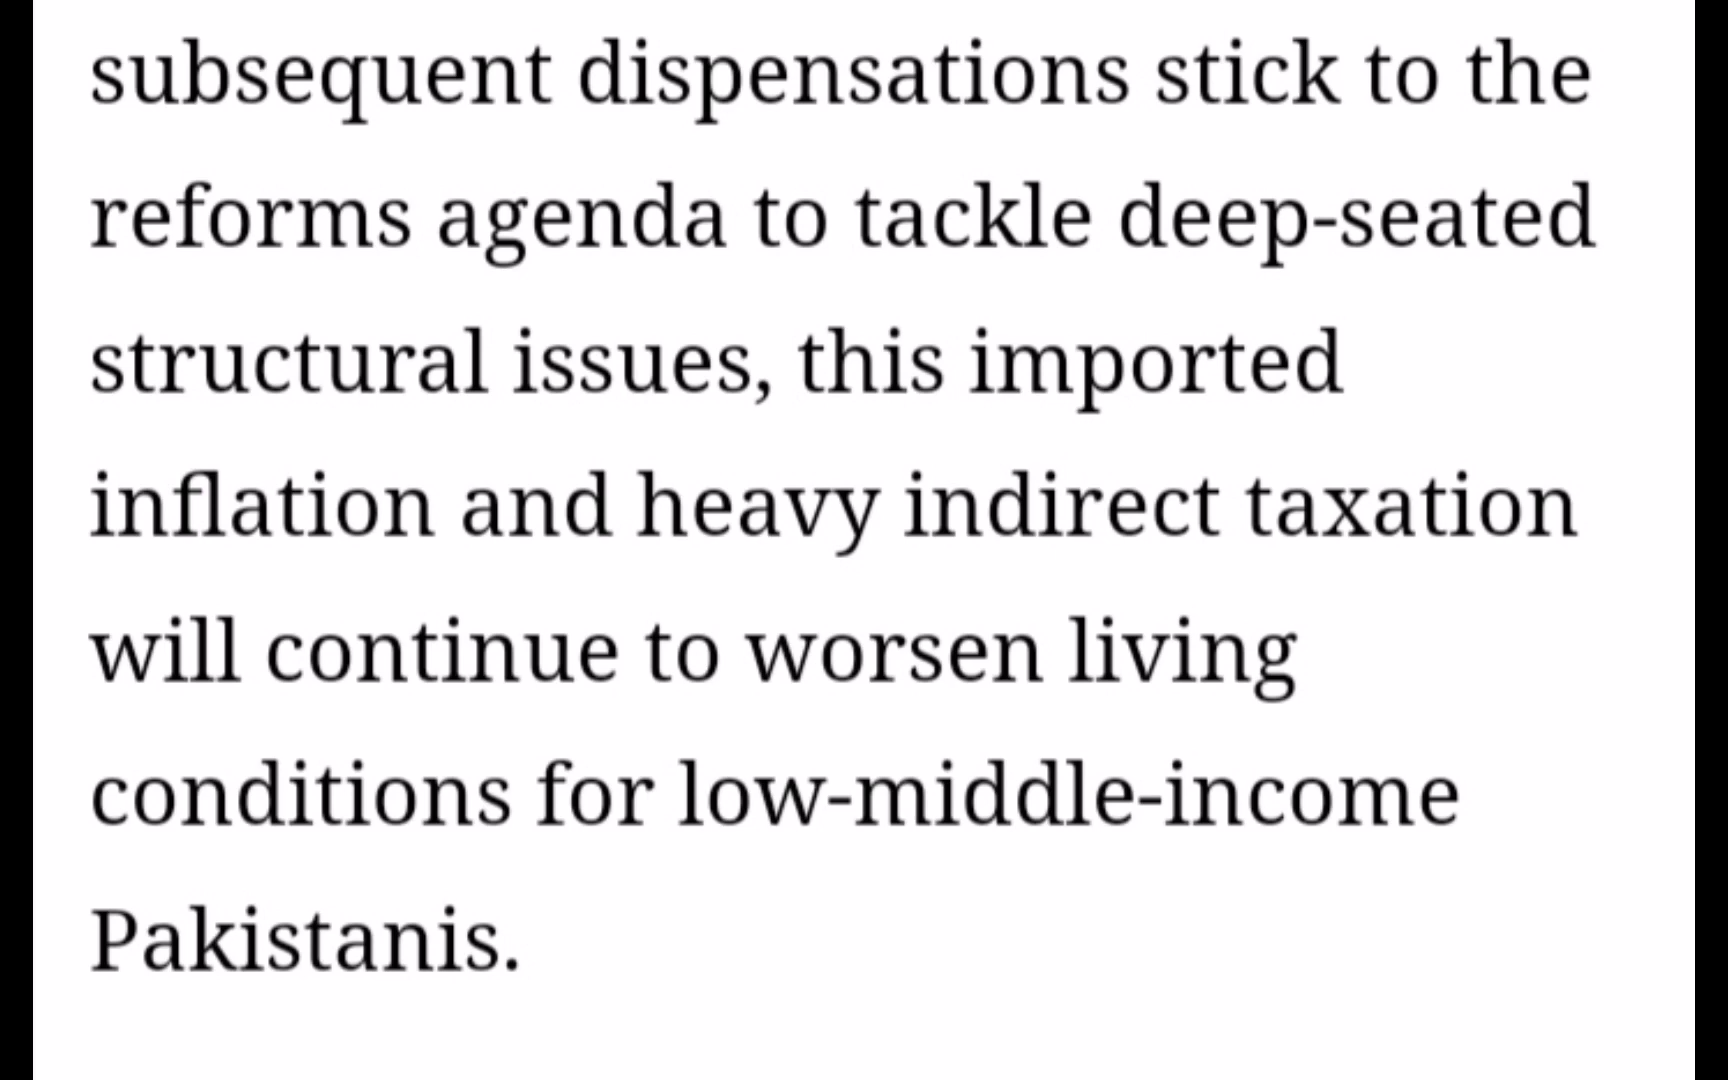 subsequent dispensations stick to the
reforms agenda to tackle deep-seated
structural issues, this imported
inflation and heavy indirect taxation
will continue to worsen living
conditions for low-middle-income
Pakistanis.